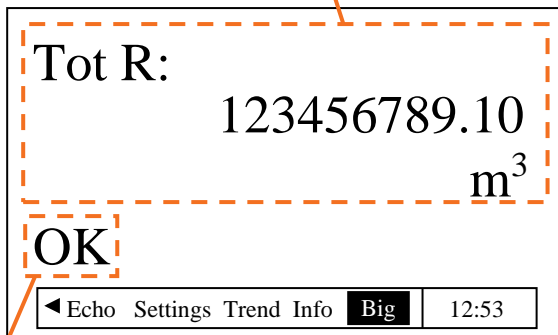 Tot R:
123456789.10
m³
OK
◄ Echo Settings Trend Info Big 12:53